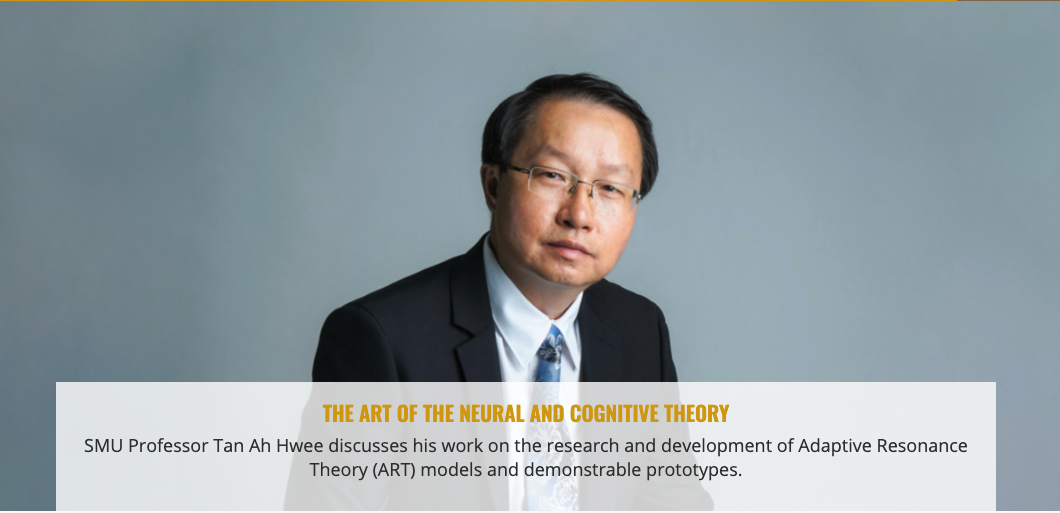 THE ART OF THE NEURAL AND COGNITIVE THEORY
SMU Professor Tan Ah Hwee discusses his work on the research and development of Adaptive Resonance
Theory (ART) models and demonstrable prototypes.